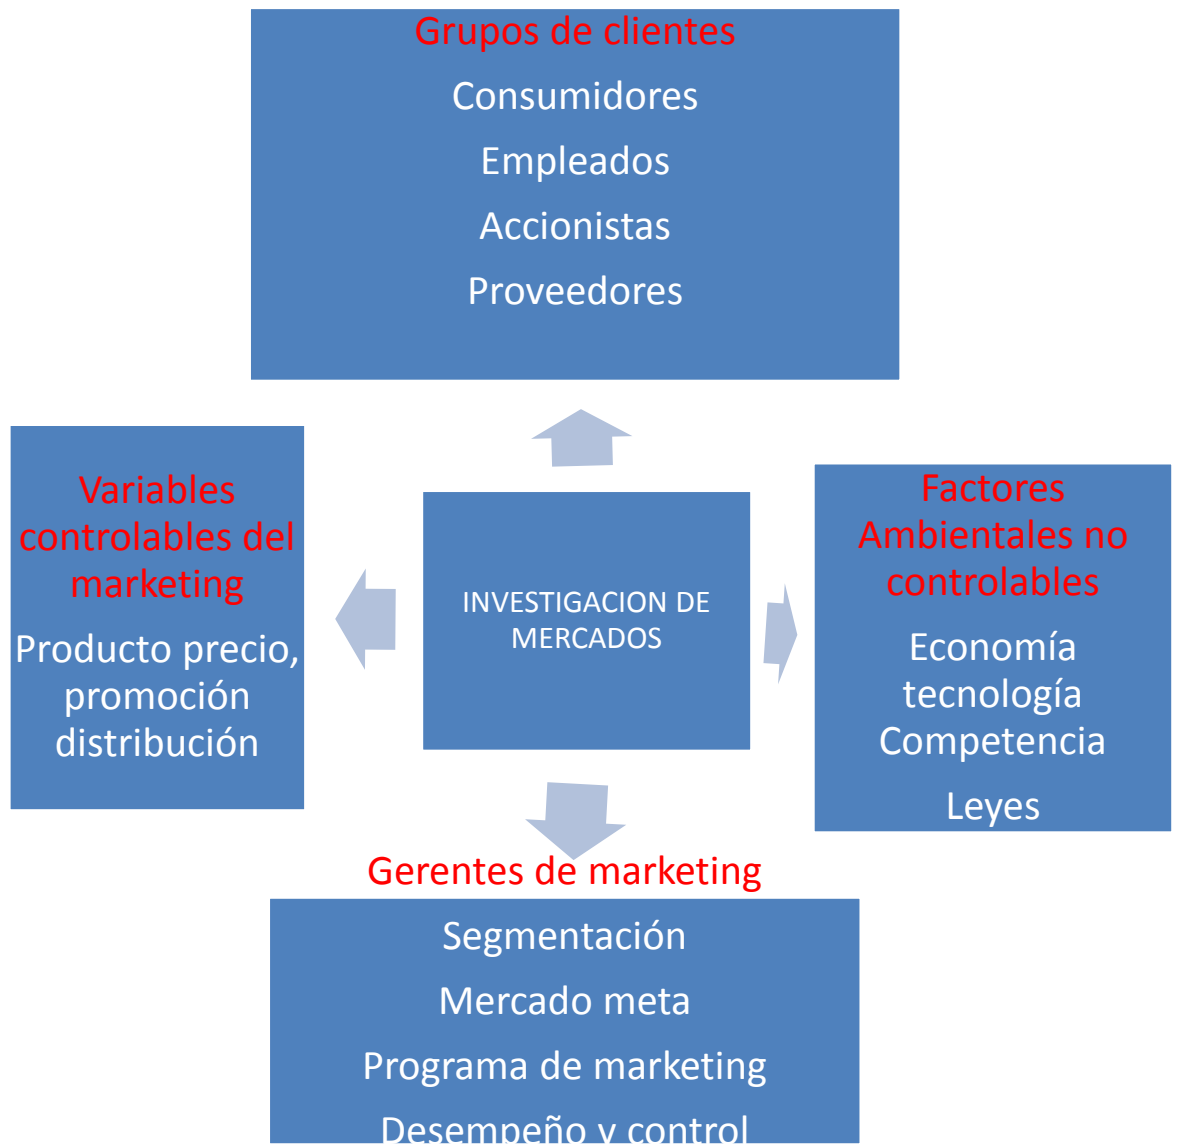 Grupos de clientes
Consumidores
Empleados
Accionistas
Proveedores
Variables
controlables del
marketing
Producto precio,
promoción
distribución
INVESTIGACION DE
MERCADOS
Factores
Ambientales no
controlables
Economía
tecnología
Competencia
Leyes
Gerentes de marketing
Segmentación
Mercado meta
Programa de marketing
Desempeño y control